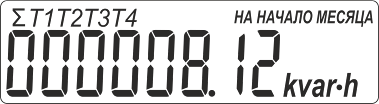 ΣT1T2T3T4 НА НАЧАЛО МЕСЯЦА
000008.12 kvar·h